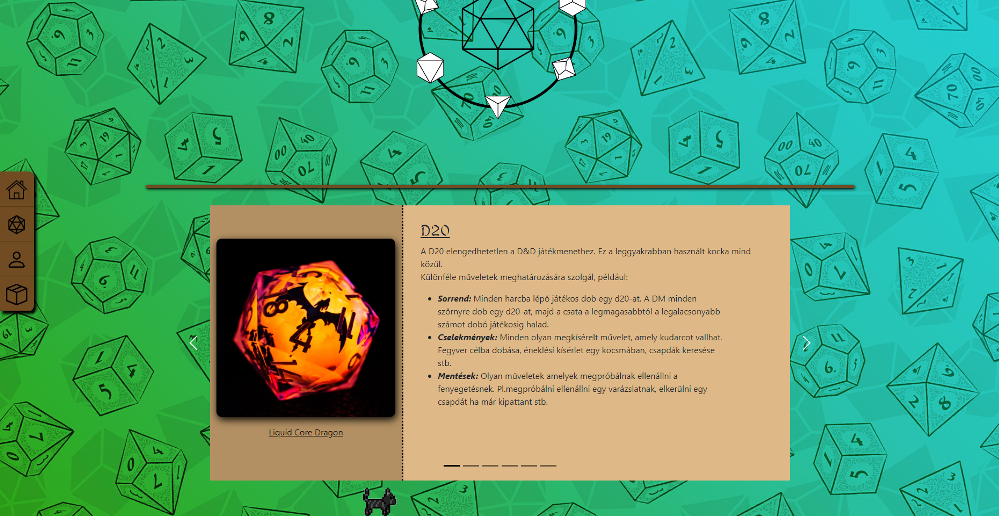 D20
A D20 elengedhetetlen a D&D játékmenethez. Ez a leggyakrabban használt kocka mind
közül.
Különféle műveletek meghatározására szolgál, például:
Sorrend: Minden harcba lépő játékos dob egy d20-at. A DM minden
szörnyre dob egy d20-at, majd a csata a legmagasabbtól a legalacsonyabb
számot dobó játékosig halad.
Cselekmények: Minden olyan megkísérelt művelet, amely kudarcot vallhat.
Fegyver célba dobása, éneklési kísérlet egy kocsmában, csapdák keresése
stb.
Mentések: Olyan műveletek amelyek megpróbálnak ellenállni a
fenyegetésnek. Pl.megpróbálni ellenállni egy varázslatnak, elkerülni egy
csapdát ha már kipattant stb.
Liquid Core Dragon